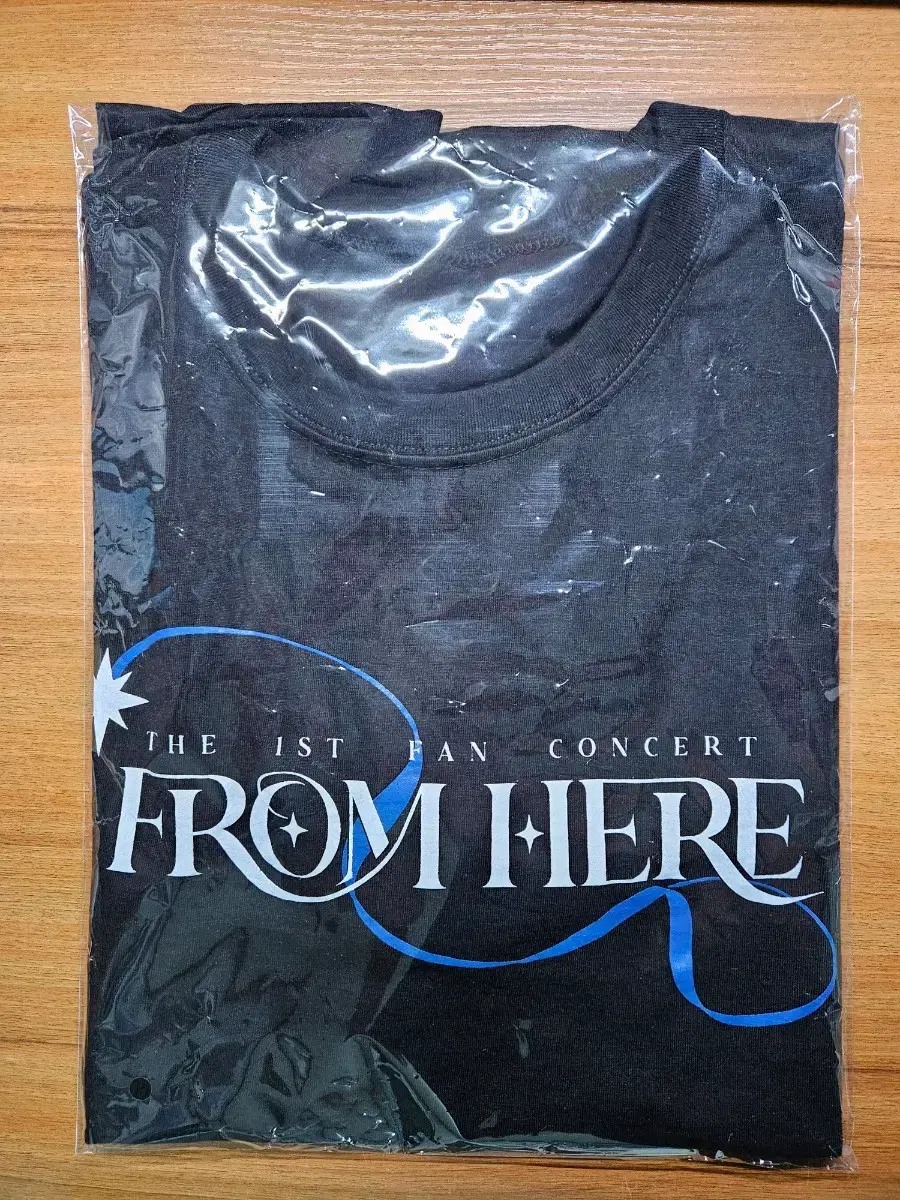 THE 1ST FAN CONCERT
FROM HERE